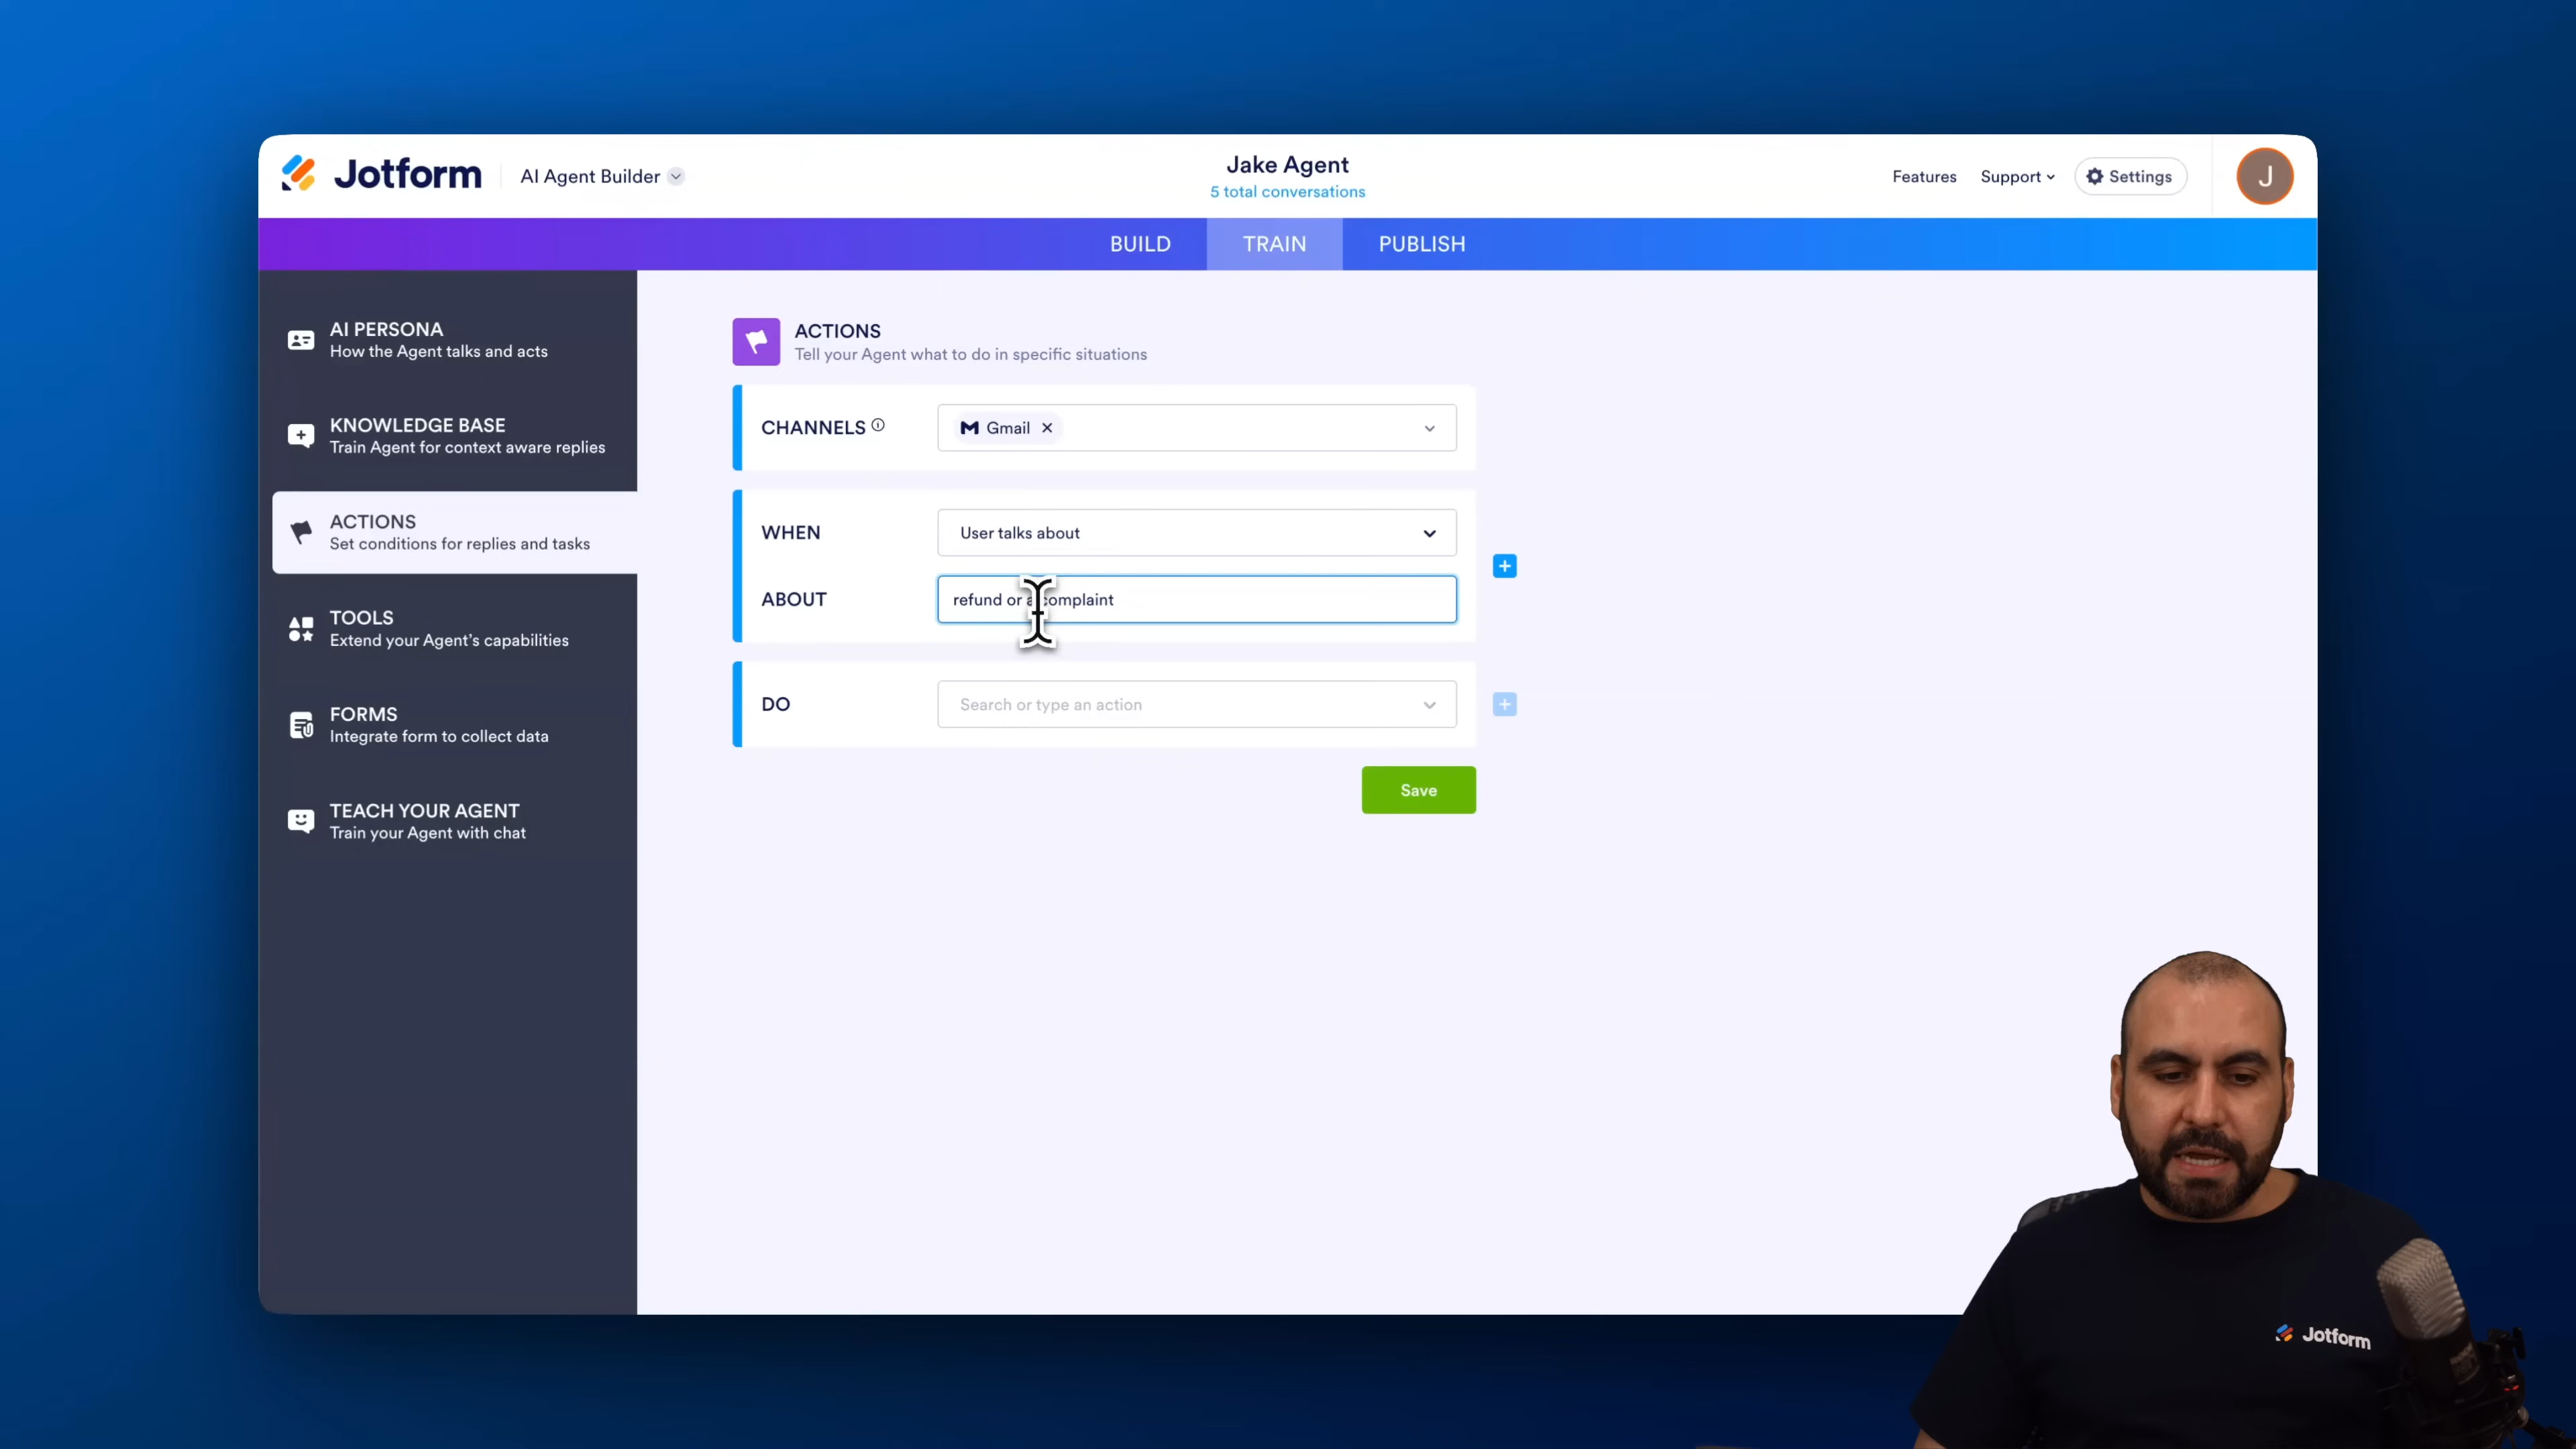 Jotform
AI Agent Builder
Jake Agent
5 total conversations
Features
Support
Settings
J
BUILD
TRAIN
PUBLISH
AI PERSONA
How the Agent talks and acts
KNOWLEDGE BASE
Train Agent for context aware replies
ACTIONS
Set conditions for replies and tasks
TOOLS
Extend your Agent's capabilities
FORMS
Integrate form to collect data
TEACH YOUR AGENT
Train your Agent with chat
ACTIONS
Tell your Agent what to do in specific situations
CHANNELS
Gmail
WHEN
User talks about
ABOUT
refund or a complaint
DO
Search or type an action
Save
Jotform